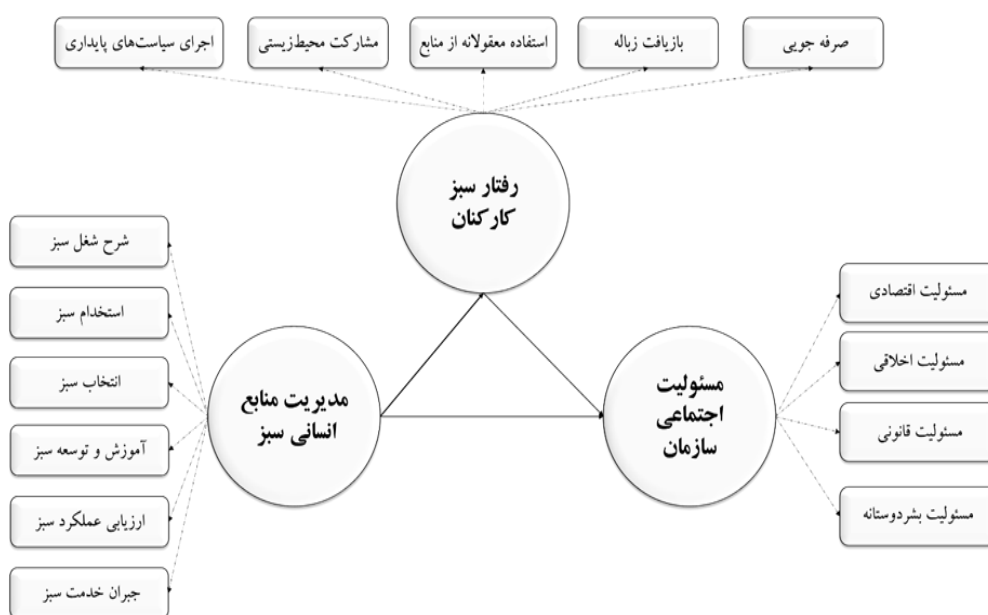 صرفه جویی
بازیافت زباله
استفاده معقولانه از منابع
مشارکت محیط‌زیستی
اجرای سیاست‌های پایداری
رفتار سبز
کارکنان
مسئولیت اقتصادی
مسئولیت اخلاقی
مسئولیت قانونی
مسئولیت بشردوستانه
مسئولیت
اجتماعی
سازمان
مدیریت منابع
انسانی سبز
شرح شغل سبز
استخدام سبز
انتخاب سبز
آموزش و توسعه سبز
ارزیابی عملکرد سبز
جبران خدمت سبز